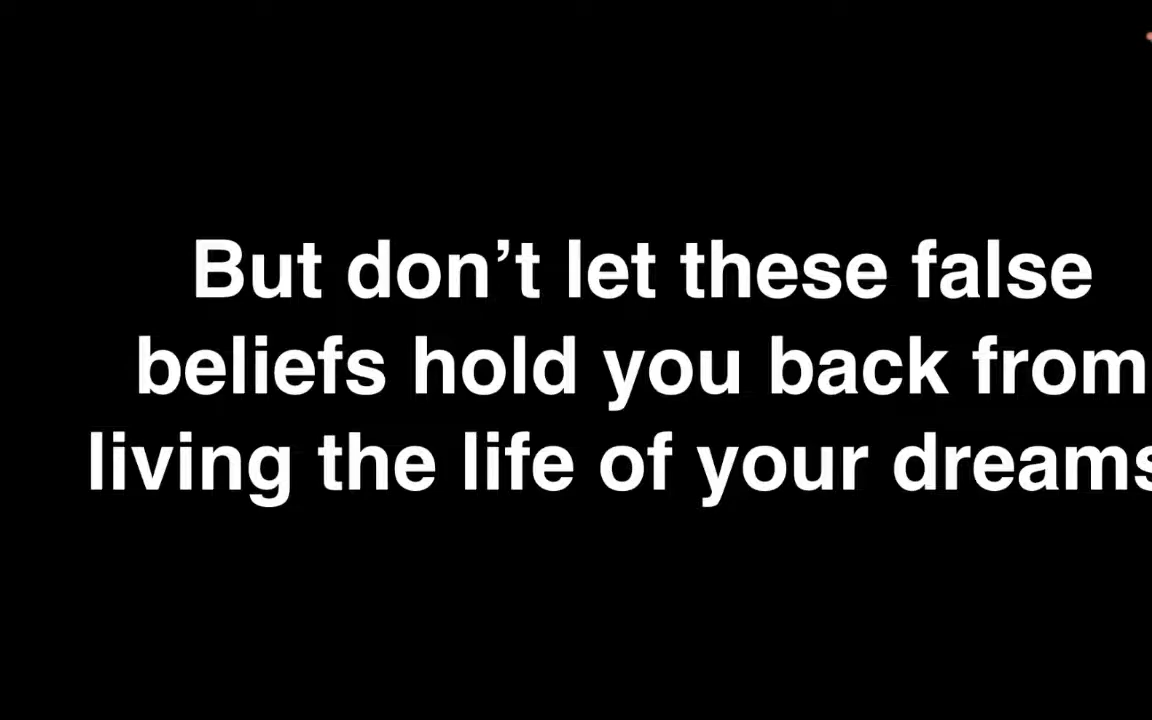 But don’t let these false
beliefs hold you back from
living the life of your dreams